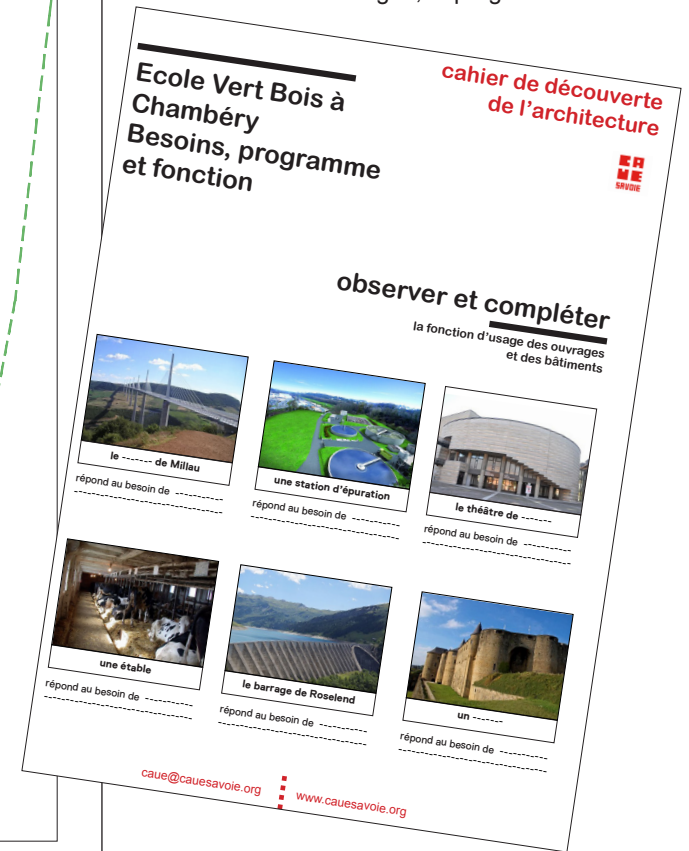 Ecole Vert Bois à
Chambéry
Besoins, programme
et fonction
cahier de découverte
de l'architecture
CAUE
SAVOIE
observer et compléter
la fonction d'usage des ouvrages
et des bâtiments
le ------- de Millau
répond au besoin de -----------
une station d'épuration
répond au besoin de -----------
le théâtre de -------
répond au besoin de -----------
une étable
répond au besoin de -----------
le barrage de Roselend
répond au besoin de -----------
un -------
répond au besoin de -----------
caue@cauesavoie.org
www.cauesavoie.org